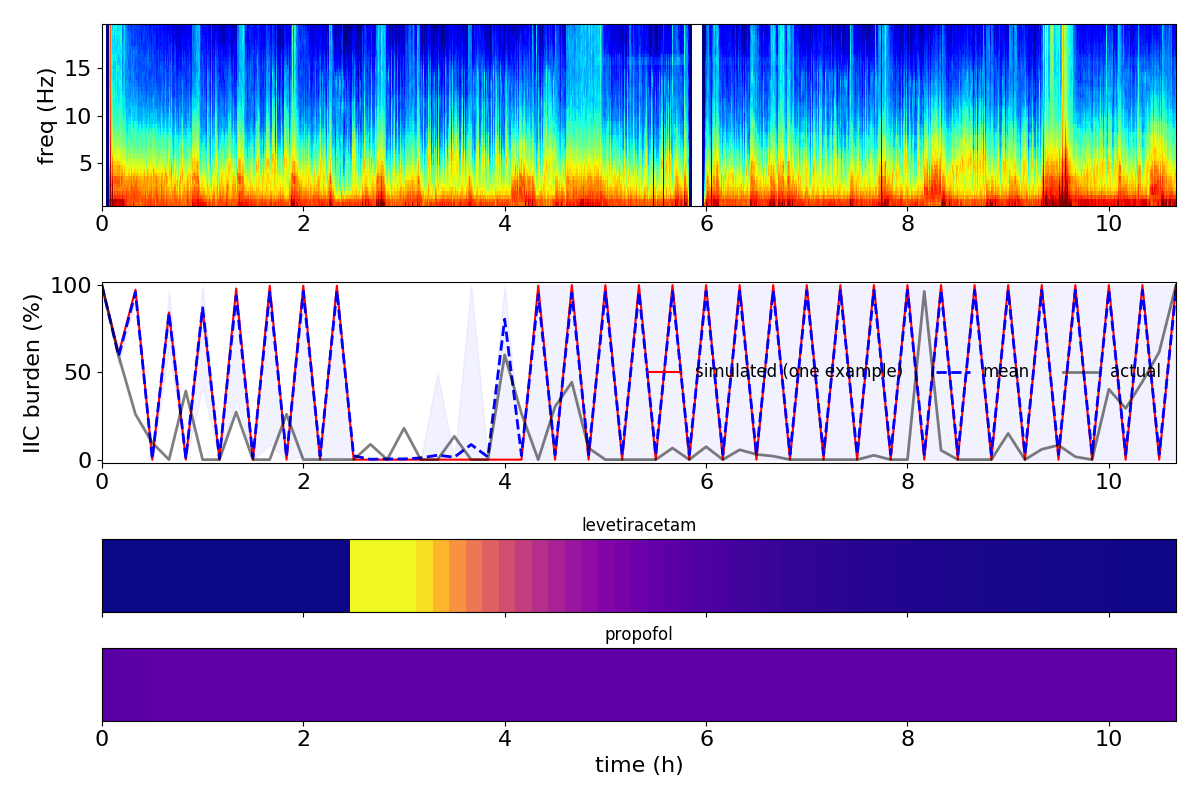 freq (Hz)
15
10
5
0 2 4 6 8 10
IIC burden (%)
100
50
0
simulated (one example) mean actual
0 2 4 6 8 10
levetiracetam
propofol
0 2 4 6 8 10
time (h)